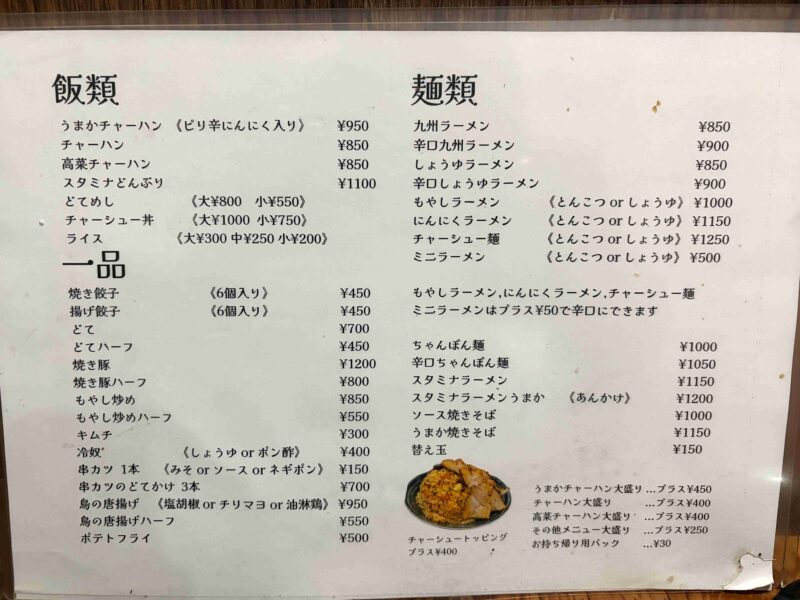 飯類
うまかチャーハン 《ピリ辛にんにく入り》 ¥950
チャーハン ¥850
高菜チャーハン ¥850
スタミナどんぶり ¥1100
どてめし 《大¥800 小¥550》
チャーシュー丼 《大¥1000 小¥750》
ライス 《大¥300 中¥250 小¥200》
一品
焼き餃子 《6個入り》 ¥450
揚げ餃子 《6個入り》 ¥450
どて ¥700
どてハーフ ¥450
焼き豚 ¥1200
焼き豚ハーフ ¥800
もやし炒め ¥850
もやし炒めハーフ ¥550
キムチ ¥300
冷奴 《しょうゆ or ポン酢》 ¥400
串カツ 1本 《みそ or ソース or ネギポン》 ¥150
串カツのどてかけ 3本 ¥700
鳥の唐揚げ 《塩胡椒 or チリマヨ or 油淋鶏》 ¥950
鳥の唐揚げハーフ ¥550
ポテトフライ ¥500
麺類
九州ラーメン ¥850
辛口九州ラーメン ¥900
しょうゆラーメン ¥850
辛口しょうゆラーメン ¥900
もやしラーメン 《とんこつ or しょうゆ》 ¥1000
にんにくラーメン 《とんこつ or しょうゆ》 ¥1150
チャーシュー麺 《とんこつ or しょうゆ》 ¥1250
ミニラーメン 《とんこつ or しょうゆ》 ¥500
もやしラーメン,にんにくラーメン,チャーシュー麺
ミニラーメンはプラス¥50で辛口にできます
ちゃんぽん麺 ¥1000
辛口ちゃんぽん麺 ¥1050
スタミナラーメン ¥1150
スタミナラーメンうまか 《あんかけ》 ¥1200
ソース焼きそば ¥1000
うまか焼きそば ¥1150
替え玉 ¥150
チャーシュートッピング
プラス¥400
うまかチャーハン大盛り …プラス¥450
チャーハン大盛り …プラス¥400
高菜チャーハン大盛り …プラス¥400
その他メニュー大盛り …プラス¥250
お持ち帰り用パック …¥30